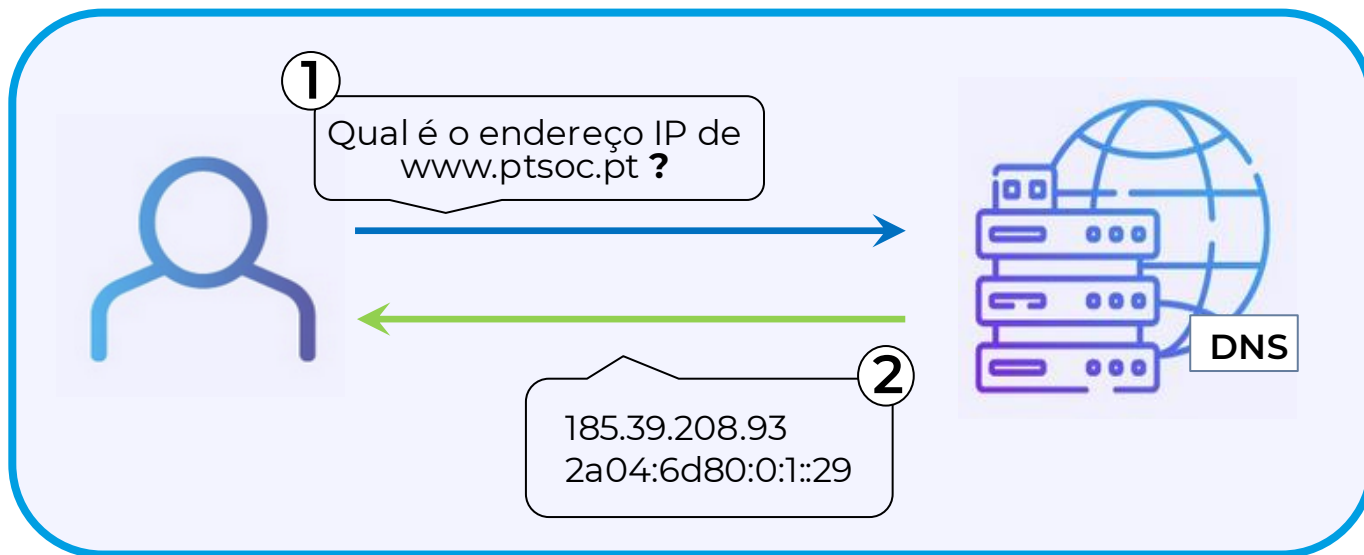 1
Qual é o endereço IP de
www.ptsoc.pt ?
DNS
2
185.39.208.93
2a04:6d80:0:1::29